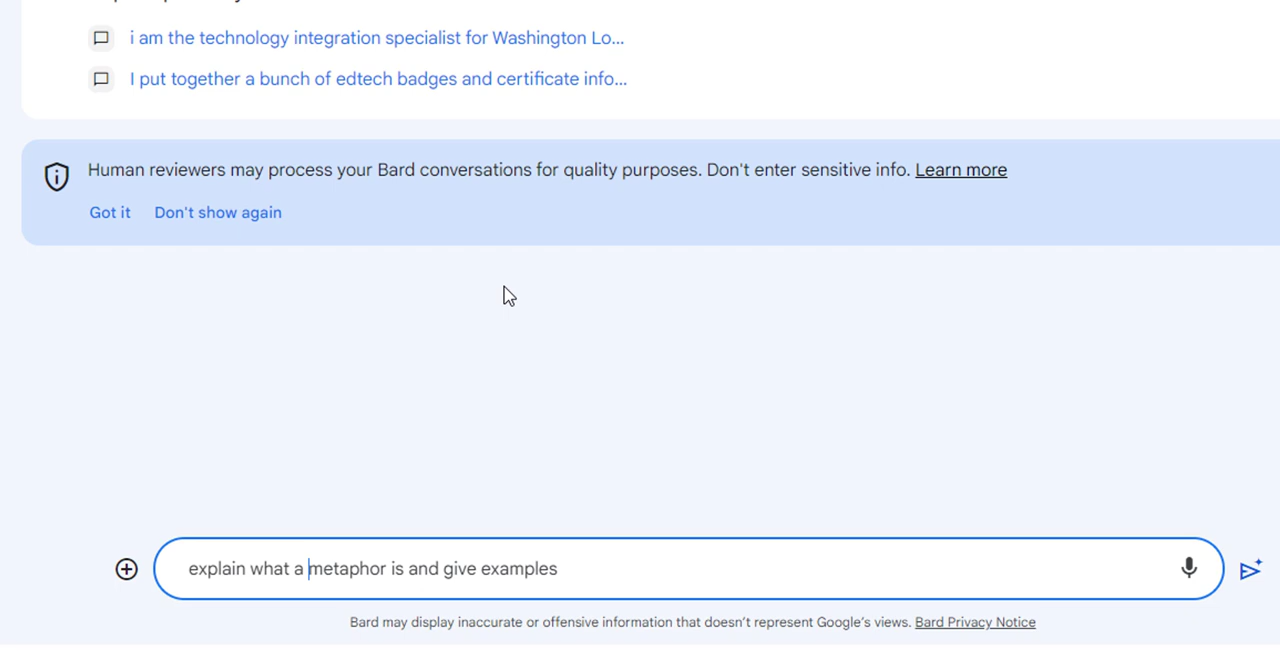 i am the technology integration specialist for Washington Lo...
I put together a bunch of edtech badges and certificate info...
Human reviewers may process your Bard conversations for quality purposes. Don't enter sensitive info. Learn more
Got it Don't show again
explain what a metaphor is and give examples
Bard may display inaccurate or offensive information that doesn't represent Google's views. Bard Privacy Notice